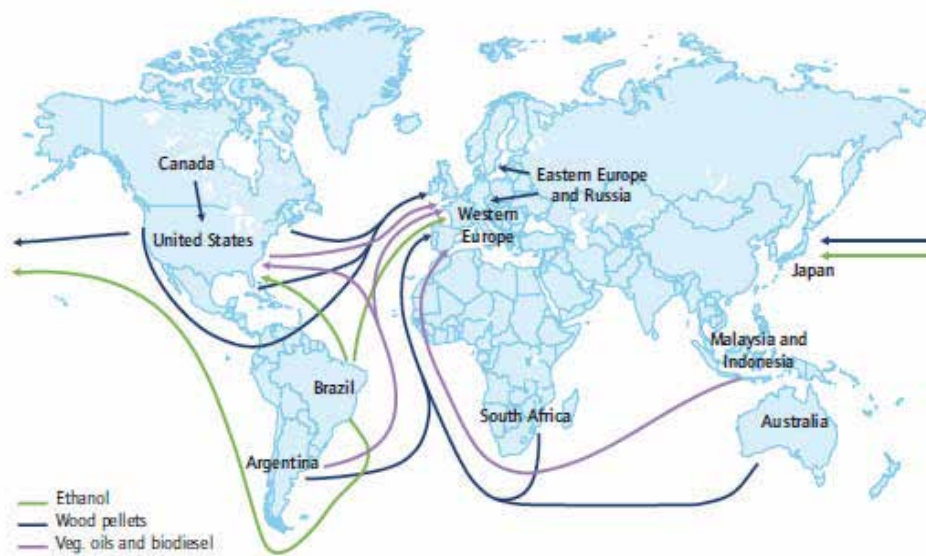 Canada
United States
Eastern Europe
and Russia
Western
Europe
Japan
Malaysia and
Indonesia
Brazil
South Africa
Australia
Argentina
Ethanol
Wood pellets
Veg. oils and biodiesel